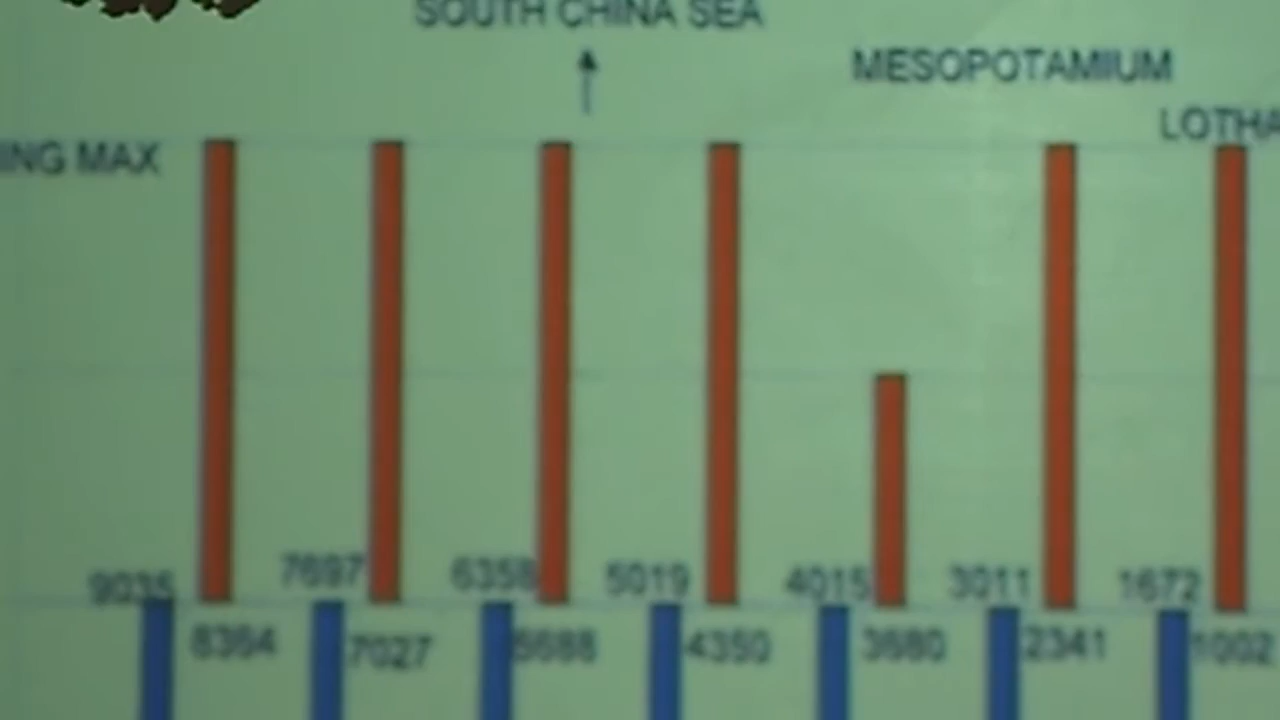 SOUTH CHINA SEA
MESOPOTAMIUM
LOTHA
ING MAX
9035 7697 6358 5019 4015 3011 1672
8364 7027 5688 4350 3680 2341 1002